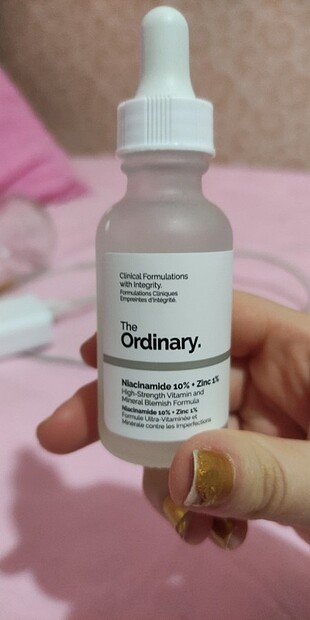 Clinical Formulations
with Integrity.
Formulations Cliniques
Empreintes d'Intégrité.
The
Ordinary.
Niacinamide 10% + Zinc 1%
High-Strength Vitamin and
Mineral Blemish Formula
Niacinamide 10% + Zinc 1%
Formule Ultra-Vitaminée et
Minérale contre les Imperfections